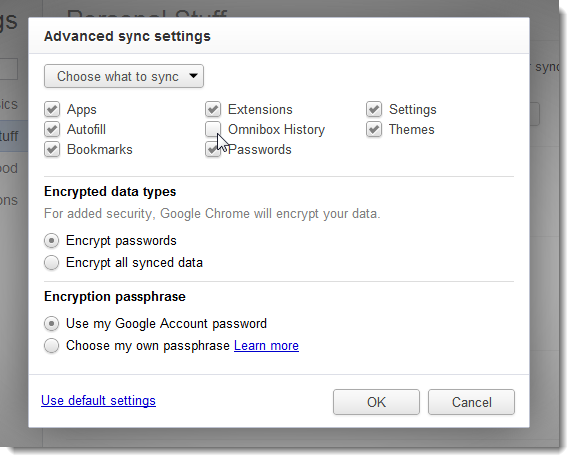 Personal Stuff
gs
Advanced sync settings
Choose what to sync
Apps Extensions Settings
Autofill Omnibox History Themes
Bookmarks Passwords
Encrypted data types
For added security, Google Chrome will encrypt your data.
Encrypt passwords
Encrypt all synced data
Encryption passphrase
Use my Google Account password
Choose my own passphrase Learn more
Use default settings OK Cancel
sync
sics
tuff
ood
ons